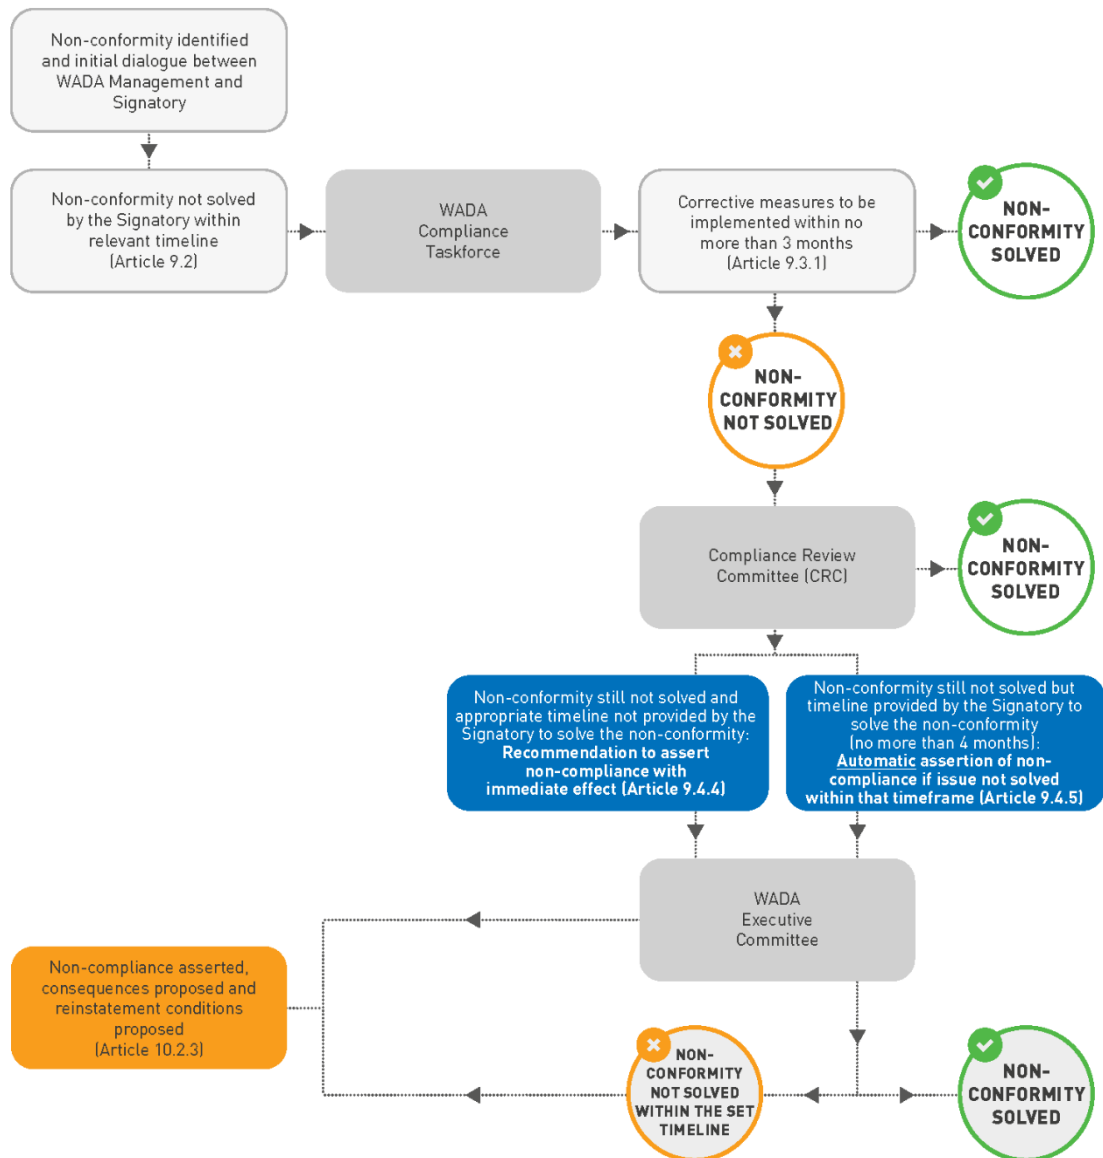 Non-conformity identified
and initial dialogue between
WADA Management and
Signatory
Non-conformity not solved
by the Signatory within
relevant timeline
(Article 9.2)
WADA
Compliance
Taskforce
Corrective measures to be
implemented within no
more than 3 months
(Article 9.3.1)
NON-
CONFORMITY
SOLVED
NON-
CONFORMITY
NOT SOLVED
Compliance Review
Committee (CRC)
NON-
CONFORMITY
SOLVED
Non-conformity still not solved and
appropriate timeline not provided by the
Signatory to solve the non-conformity:
Recommendation to assert
non-compliance with
immediate effect (Article 9.4.4)
Non-conformity still not solved but
timeline provided by the Signatory to
solve the non-conformity
(no more than 4 months):
Automatic assertion of non-
compliance if issue not solved
within that timeframe (Article 9.4.5)
WADA
Executive
Committee
Non-compliance asserted,
consequences proposed and
reinstatement conditions
proposed
(Article 10.2.3)
NON-
CONFORMITY
NOT SOLVED
WITHIN THE SET
TIMELINE
NON-
CONFORMITY
SOLVED